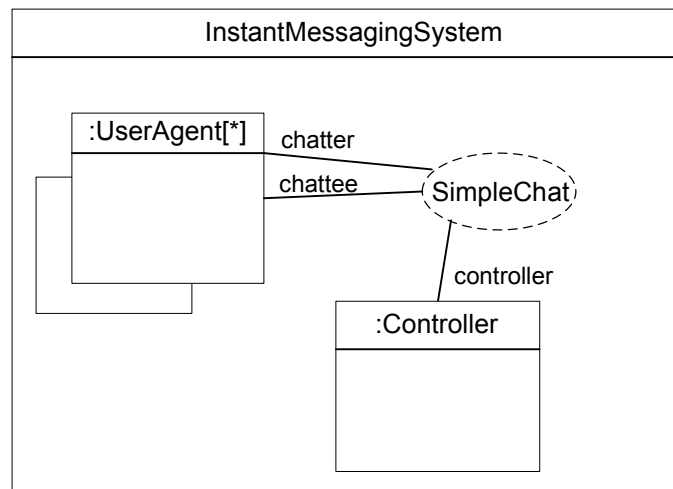 InstantMessagingSystem
:UserAgent[*]
chatter
chattee
SimpleChat
controller
:Controller